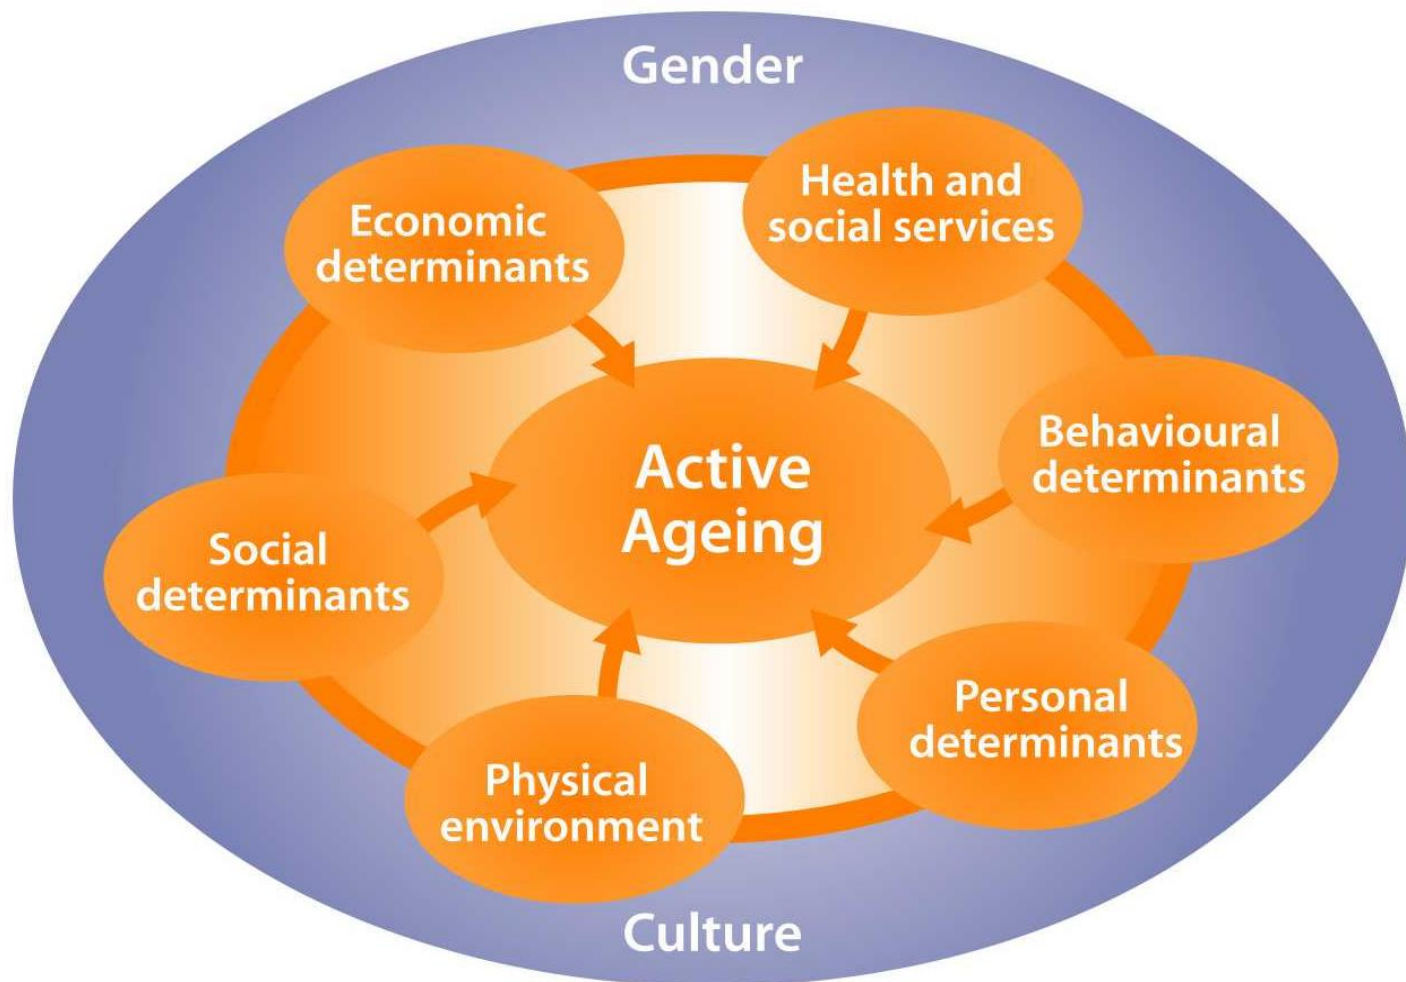 Gender
Health and
social services
Economic
determinants
Behavioural
determinants
Active
Ageing
Social
determinants
Personal
determinants
Physical
environment
Culture